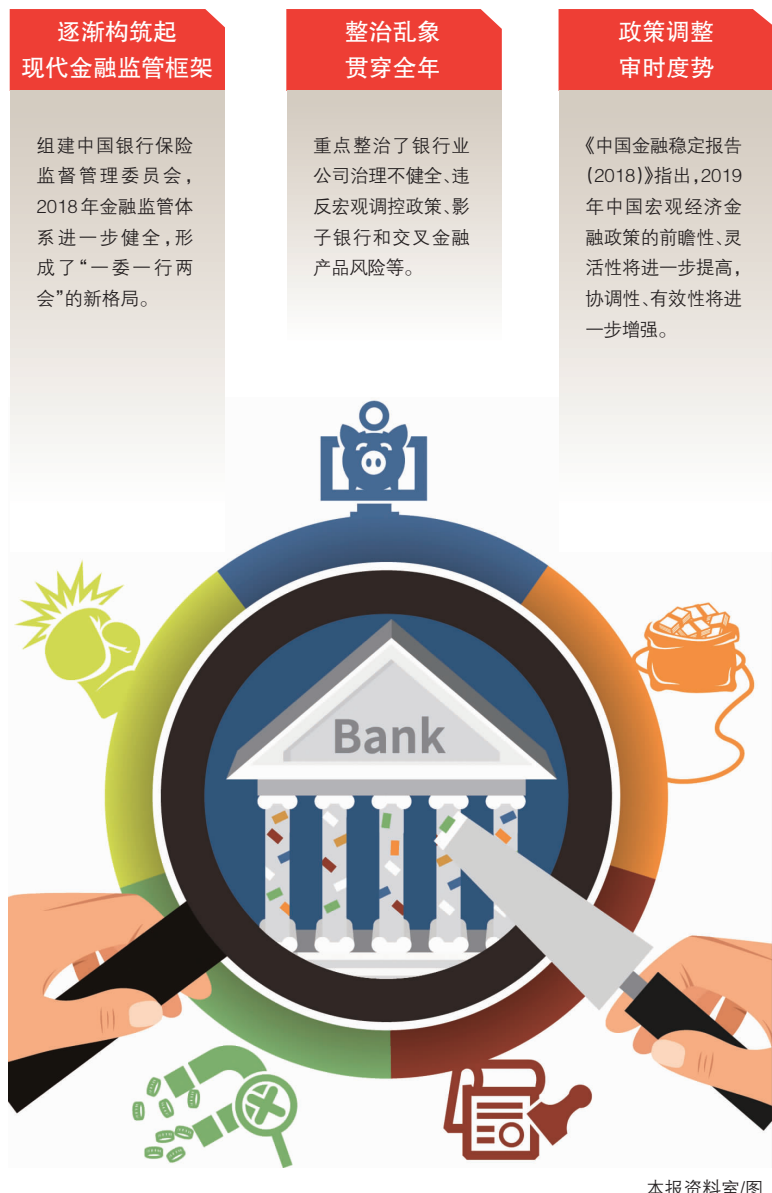 逐渐构筑起
现代金融监管框架
组建中国银行保险
监督管理委员会，
2018年金融监管体
系进一步健全，形
成了“一委一行两
会”的新格局。
整治乱象
贯穿全年
重点整治了银行业
公司治理不健全、违
反宏观调控政策、影
子银行和交叉金融
产品风险等。
政策调整
审时度势
《中国金融稳定报告
(2018)》指出，2019
年中国宏观经济金
融政策的前瞻性、灵
活性将进一步提高，
协调性、有效性将进
一步增强。
Bank
本报资料室/图